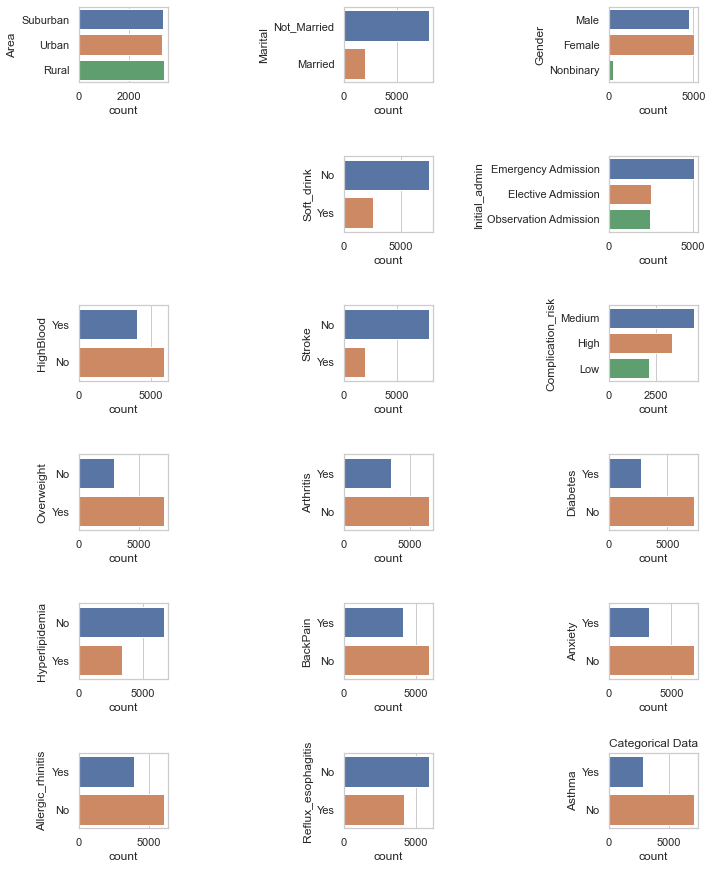 Area
Suburban
Urban
Rural
0 2000
count
Marital
Not_Married
Married
0 5000
count
Gender
Male
Female
Nonbinary
0 5000
count
Soft_drink
No
Yes
0 5000
count
Initial_admin
Emergency Admission
Elective Admission
Observation Admission
0 5000
count
HighBlood
Yes
No
0 5000
count
Stroke
No
Yes
0 5000
count
Complication_risk
Medium
High
Low
0 2500
count
Overweight
No
Yes
0 5000
count
Arthritis
Yes
No
0 5000
count
Diabetes
Yes
No
0 5000
count
Hyperlipidemia
No
Yes
0 5000
count
BackPain
Yes
No
0 5000
count
Anxiety
Yes
No
0 5000
count
Allergic_rhinitis
Yes
No
0 5000
count
Reflux_esophagitis
No
Yes
0 5000
count
Categorical Data
Asthma
Yes
No
0 5000
count